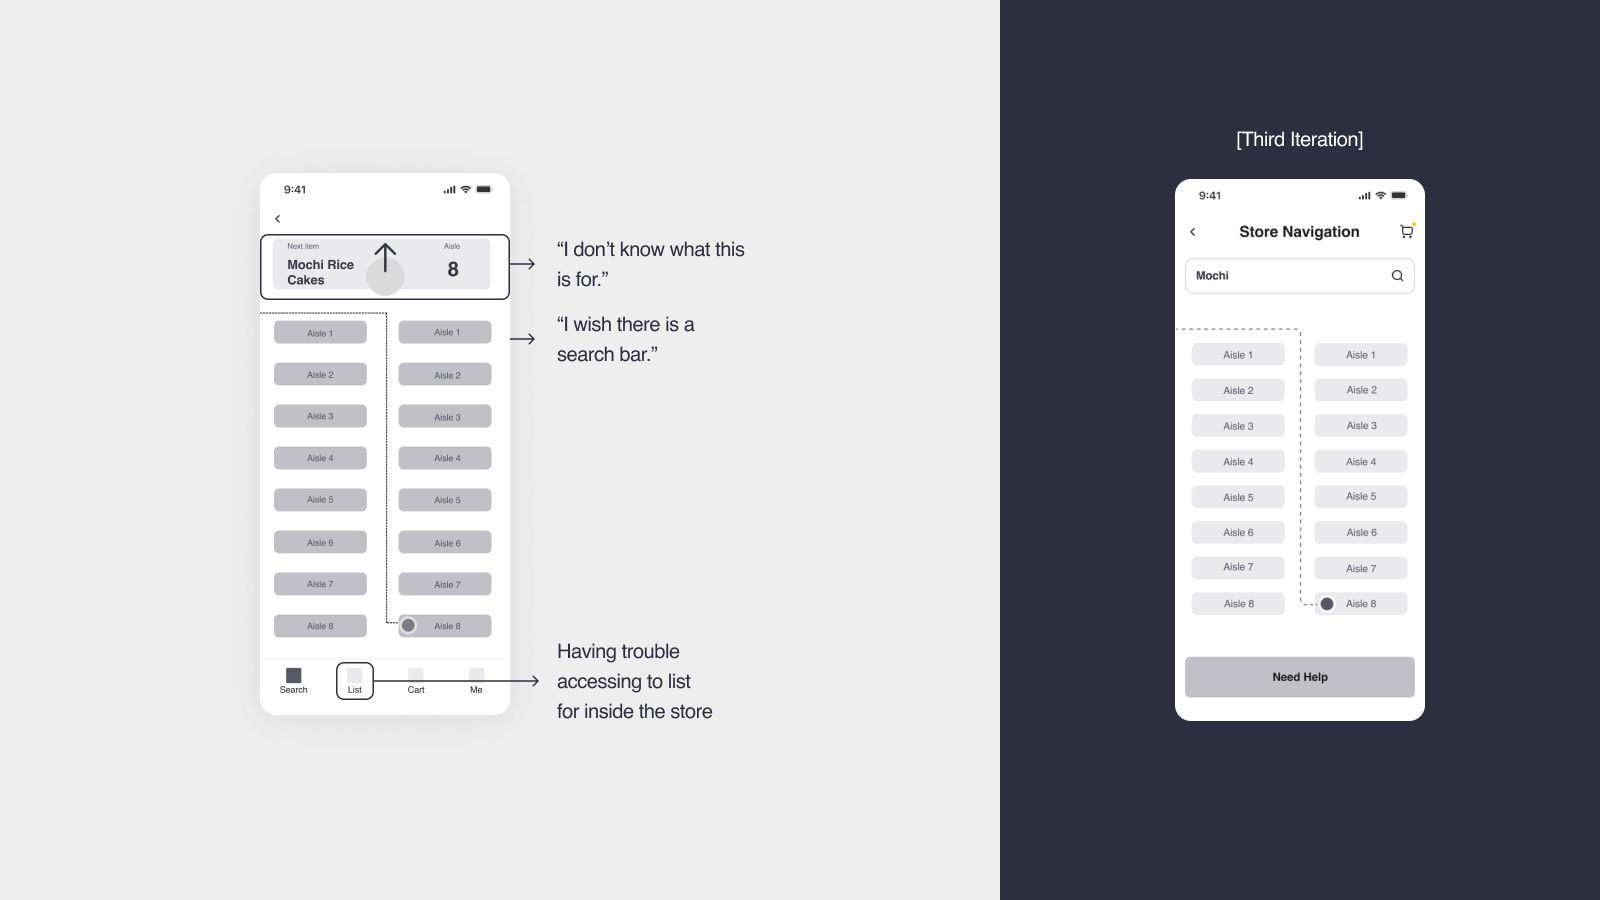 9:41
Next item
Aisle
Mochi Rice
Cakes
8
“I don’t know what this
is for.”
“I wish there is a
search bar.”
Aisle 1
Aisle 1
Aisle 2
Aisle 2
Aisle 3
Aisle 3
Aisle 4
Aisle 4
Aisle 5
Aisle 5
Aisle 6
Aisle 6
Aisle 7
Aisle 7
Aisle 8
Aisle 8
Search
List
Cart
Me
Having trouble
accessing to list
for inside the store
[Third Iteration]
9:41
Store Navigation
Mochi
Aisle 1
Aisle 1
Aisle 2
Aisle 2
Aisle 3
Aisle 3
Aisle 4
Aisle 4
Aisle 5
Aisle 5
Aisle 6
Aisle 6
Aisle 7
Aisle 7
Aisle 8
Aisle 8
Need Help